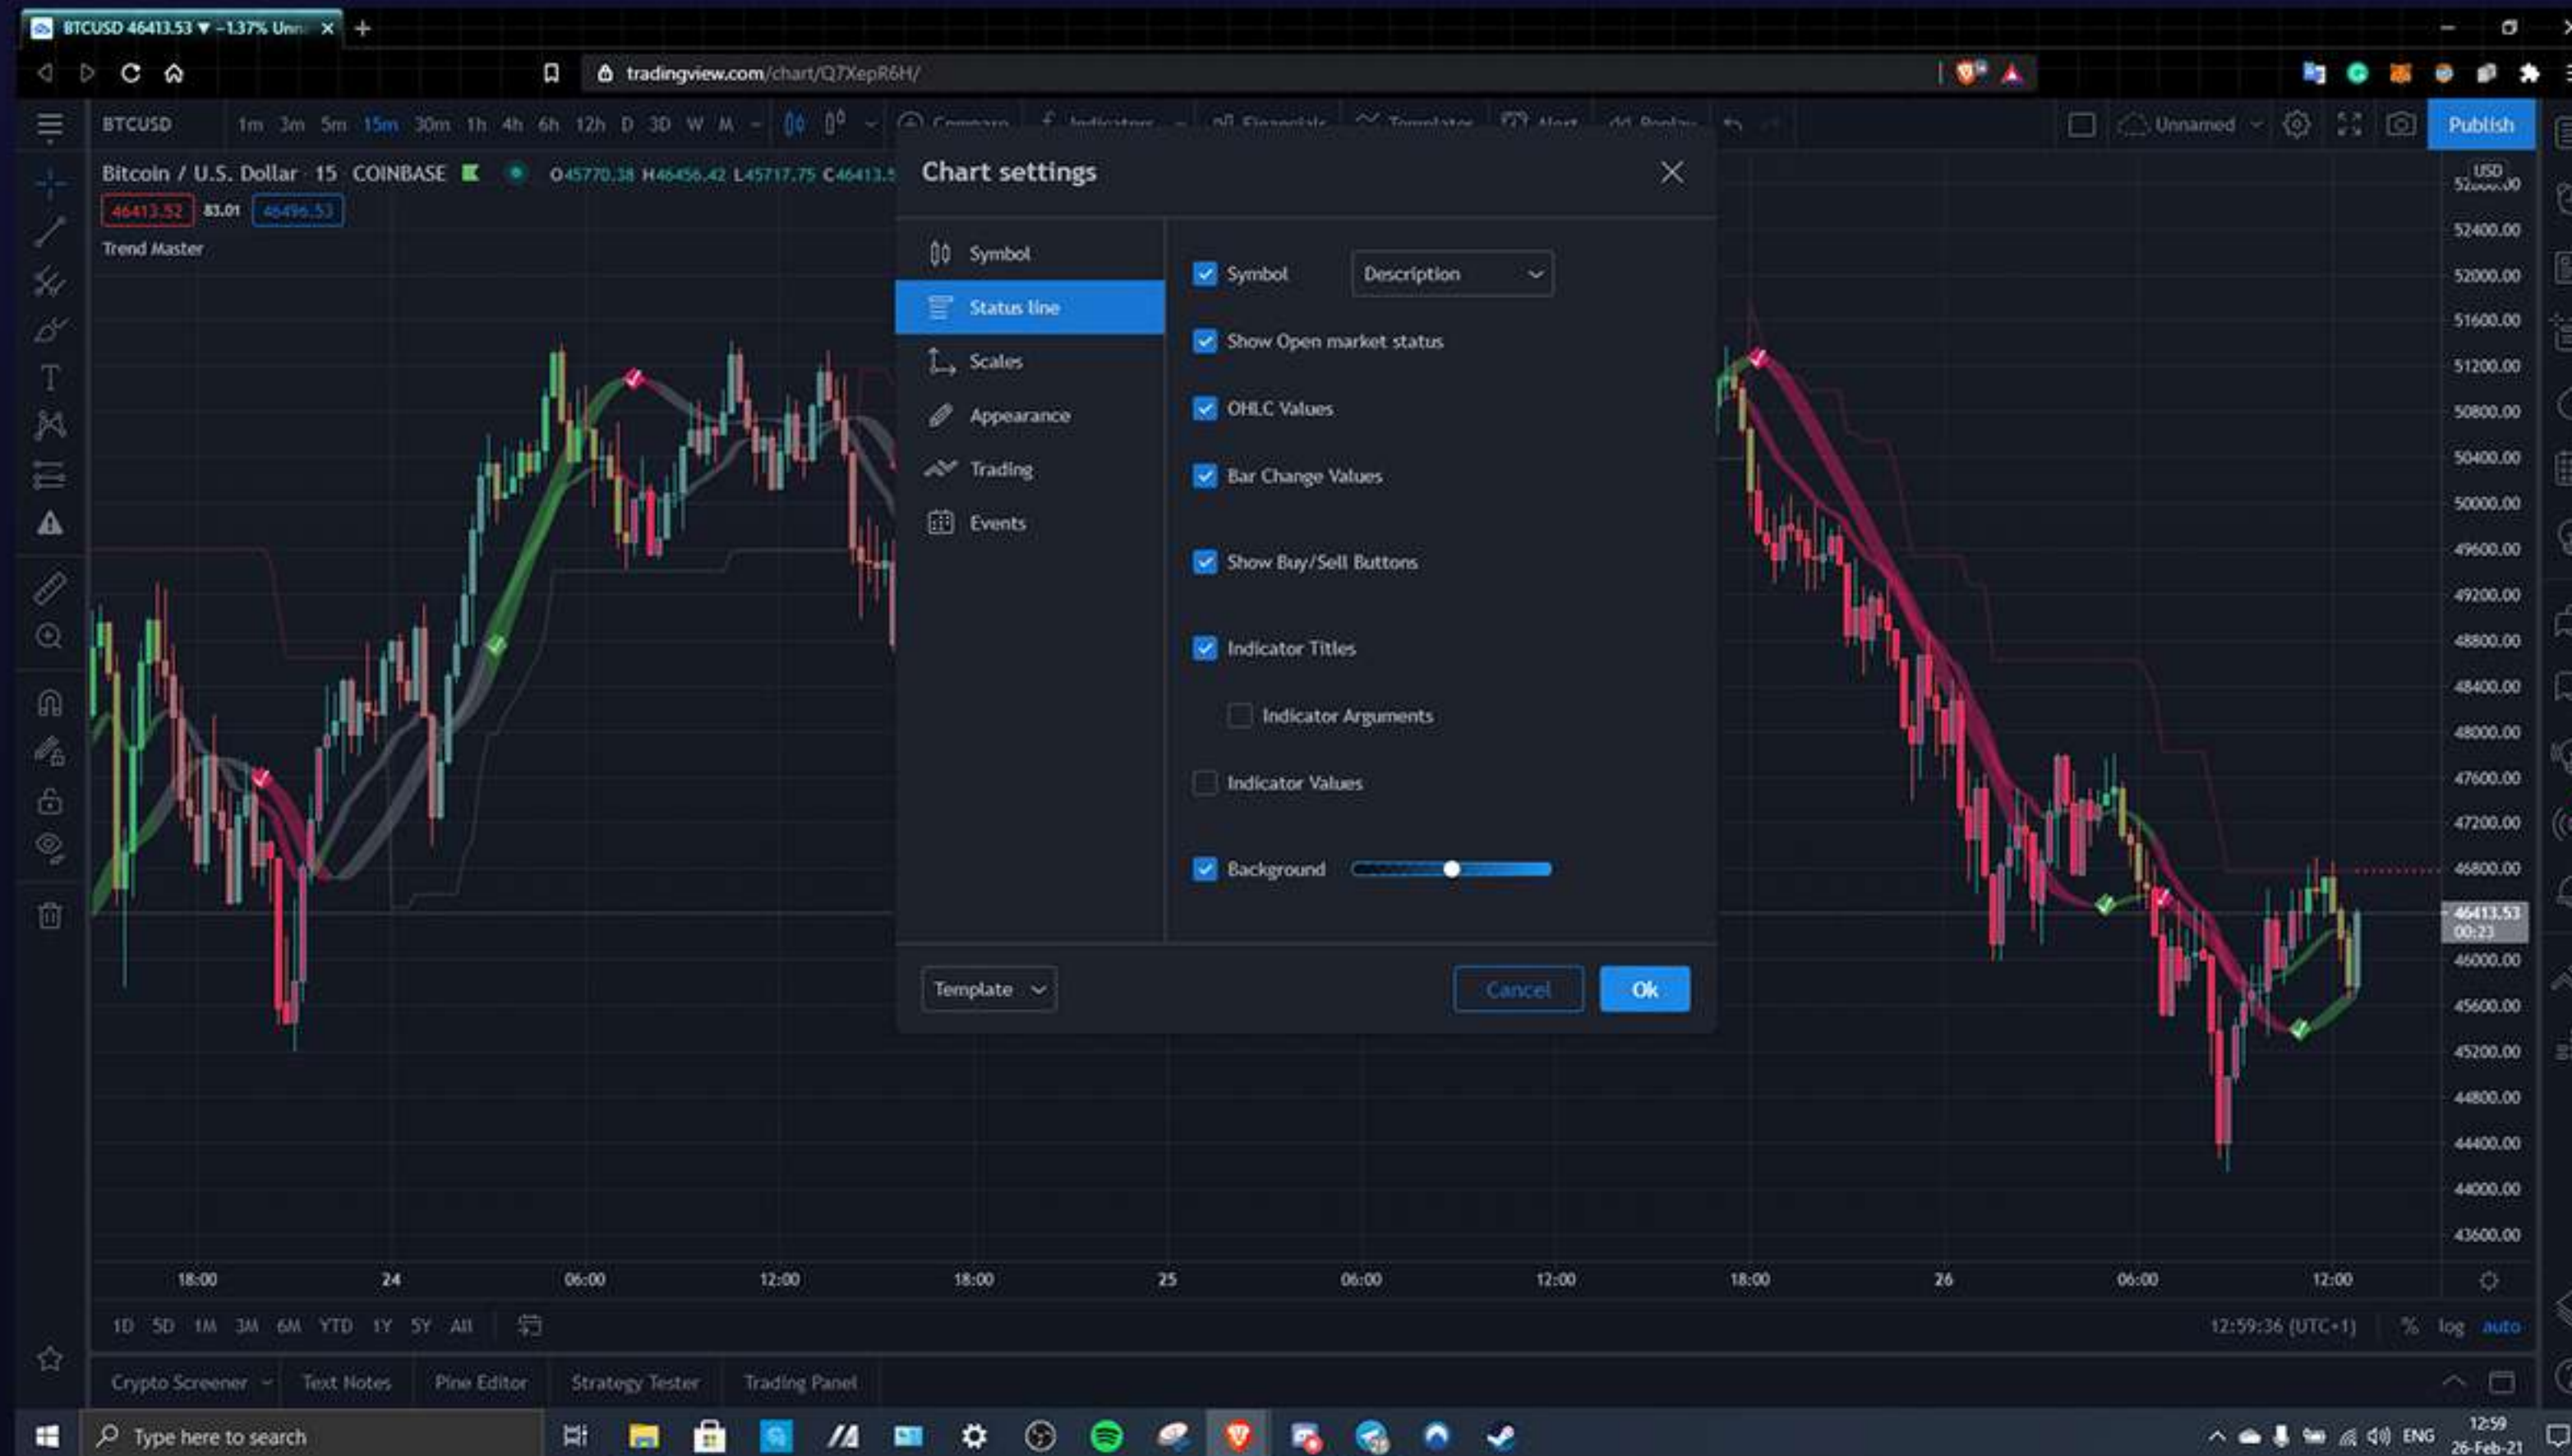 BTCUSD 46413.53 ▼ −1.37% Unn
tradingview.com/chart/Q7XepR6H/
BTCUSD 1m 3m 5m 15m 30m 1h 4h 6h 12h D 3D W M Compare Indicators Financials Templates Alert Replay Unnamed Publish
Bitcoin / U.S. Dollar 15 COINBASE O45770.38 H46456.42 L45717.75 C46413.5
46413.52 83.01 46496.53
Trend Master
Chart settings
Symbol
Status line
Scales
Appearance
Trading
Events
Symbol Description
Show Open market status
OHLC Values
Bar Change Values
Show Buy/Sell Buttons
Indicator Titles
Indicator Arguments
Indicator Values
Background
Template Cancel Ok
USD
52400.00
52000.00
51600.00
51200.00
50800.00
50400.00
50000.00
49600.00
49200.00
48800.00
48400.00
48000.00
47600.00
47200.00
46800.00
46413.53
00:23
46000.00
45600.00
45200.00
44800.00
44400.00
44000.00
43600.00
18:00 24 06:00 12:00 18:00 25 06:00 12:00 18:00 26 06:00 12:00
1D 5D 1M 3M 6M YTD 1Y 5Y All 12:59:36 (UTC+1) % log auto
Crypto Screener Text Notes Pine Editor Strategy Tester Trading Panel
Type here to search ENG 12:59
26-Feb-21